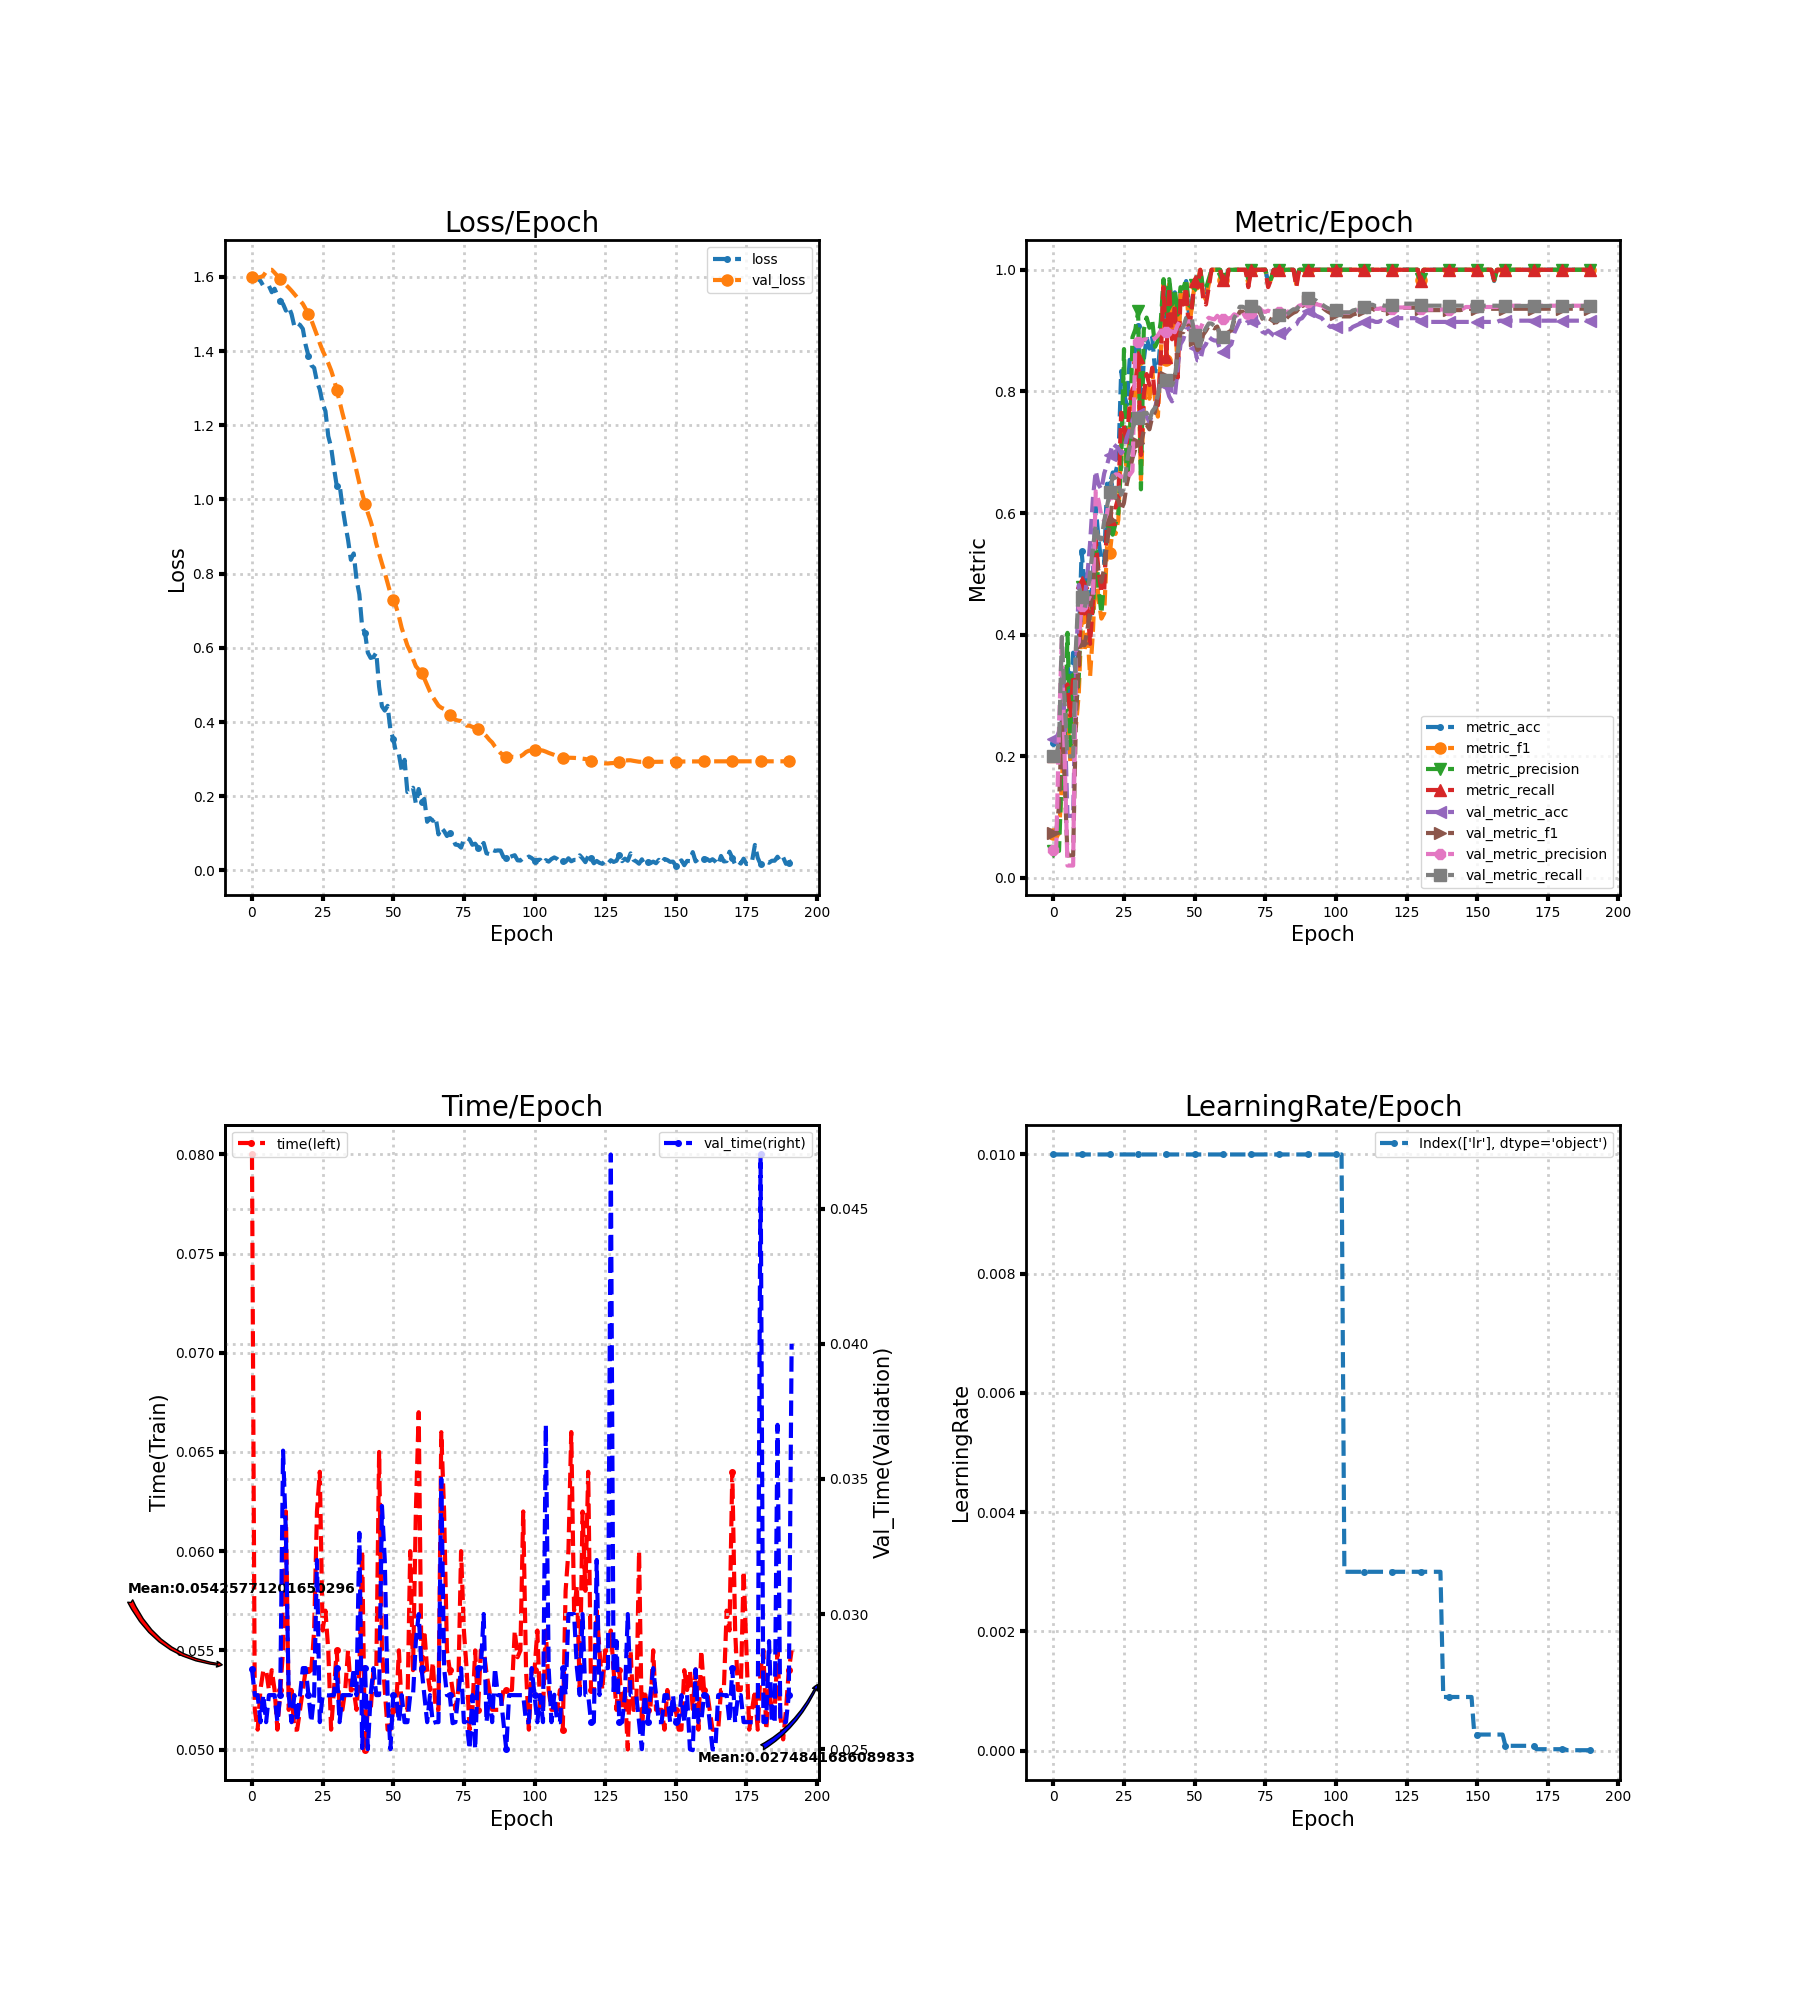 Loss/Epoch
loss
val_loss
1.6
1.4
1.2
1.0
0.8
0.6
0.4
0.2
0.0
Loss
0 25 50 75 100 125 150 175 200
Epoch
Metric/Epoch
1.0
0.8
0.6
0.4
0.2
0.0
Metric
metric_acc
metric_f1
metric_precision
metric_recall
val_metric_acc
val_metric_f1
val_metric_precision
val_metric_recall
0 25 50 75 100 125 150 175 200
Epoch
Time/Epoch
time(left)
val_time(right)
0.080
0.075
0.070
0.065
0.060
0.055
0.050
Time(Train)
0.045
0.040
0.035
0.030
0.025
Val_Time(Validation)
Mean:0.0274841686089833
0 25 50 75 100 125 150 175 200
Epoch
LearningRate/Epoch
Index(['lr'], dtype='object')
0.010
0.008
0.006
0.004
0.002
0.000
LearningRate
0 25 50 75 100 125 150 175 200
Epoch